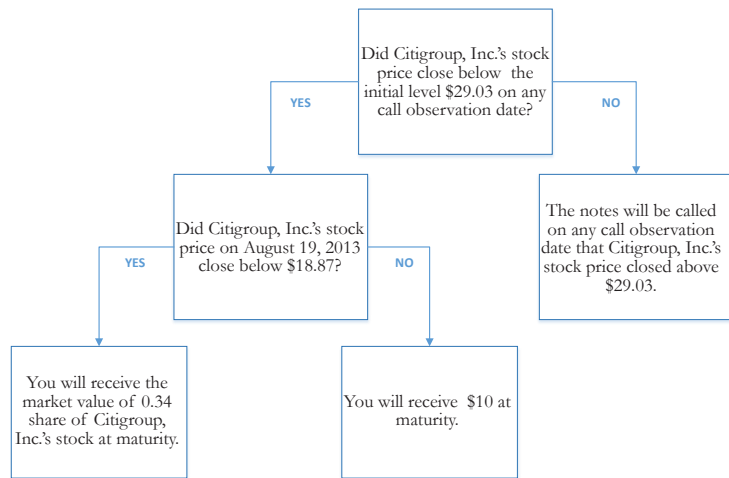 Did Citigroup, Inc.'s stock
price close below the
initial level $29.03 on any
call observation date?
YES
NO
Did Citigroup, Inc.'s stock
price on August 19, 2013
close below $18.87?
The notes will be called
on any call observation
date that Citigroup, Inc.'s
stock price closed above
$29.03.
YES
NO
You will receive the
market value of 0.34
share of Citigroup,
Inc.'s stock at maturity.
You will receive $10 at
maturity.